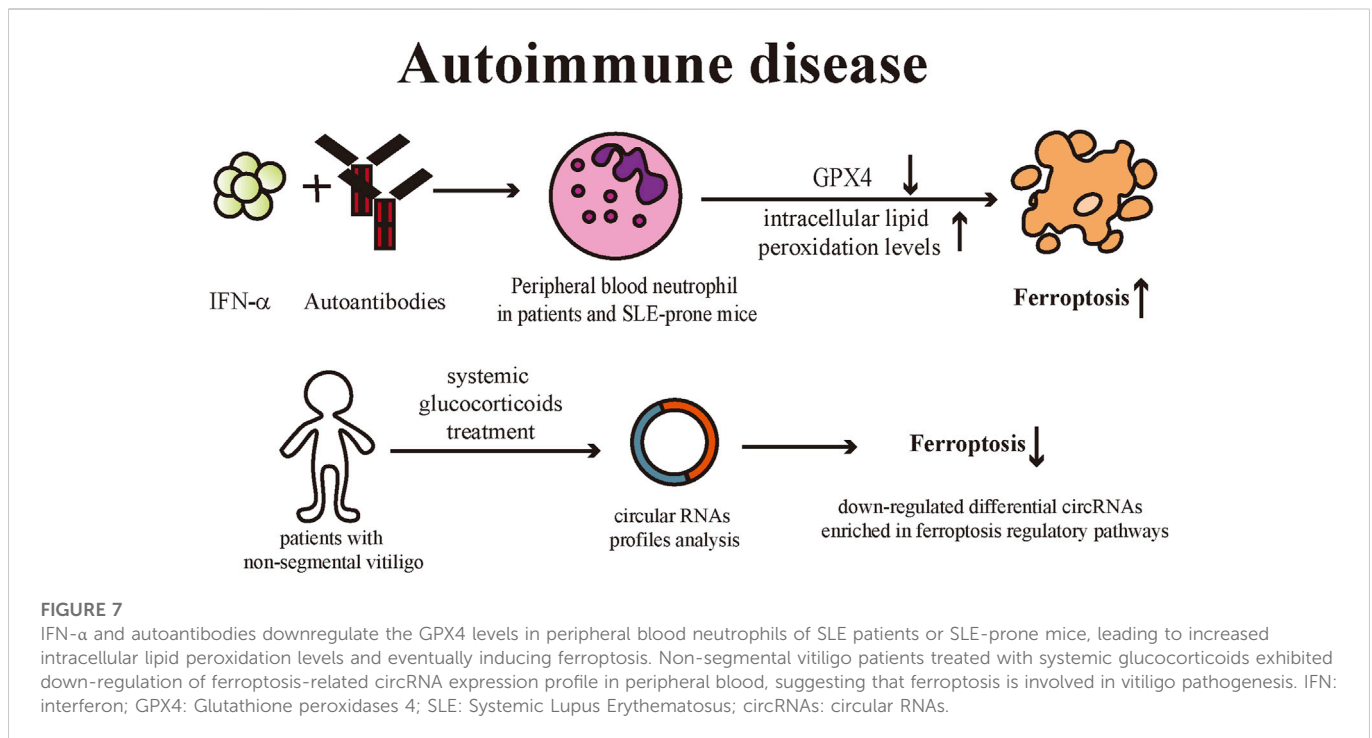 Autoimmune disease
+
GPX4
intracellular lipid
peroxidation levels
IFN-α
Autoantibodies
Peripheral blood neutrophil
in patients and SLE-prone mice
Ferroptosis
systemic
glucocorticoids
treatment
patients with
non-segmental vitiligo
circular RNAs
profiles analysis
Ferroptosis
down-regulated differential circRNAs
enriched in ferroptosis regulatory pathways
FIGURE 7
IFN-α and autoantibodies downregulate the GPX4 levels in peripheral blood neutrophils of SLE patients or SLE-prone mice, leading to increased
intracellular lipid peroxidation levels and eventually inducing ferroptosis. Non-segmental vitiligo patients treated with systemic glucocorticoids exhibited
down-regulation of ferroptosis-related circRNA expression profile in peripheral blood, suggesting that ferroptosis is involved in vitiligo pathogenesis. IFN:
interferon; GPX4: Glutathione peroxidases 4; SLE: Systemic Lupus Erythematosus; circRNAs: circular RNAs.